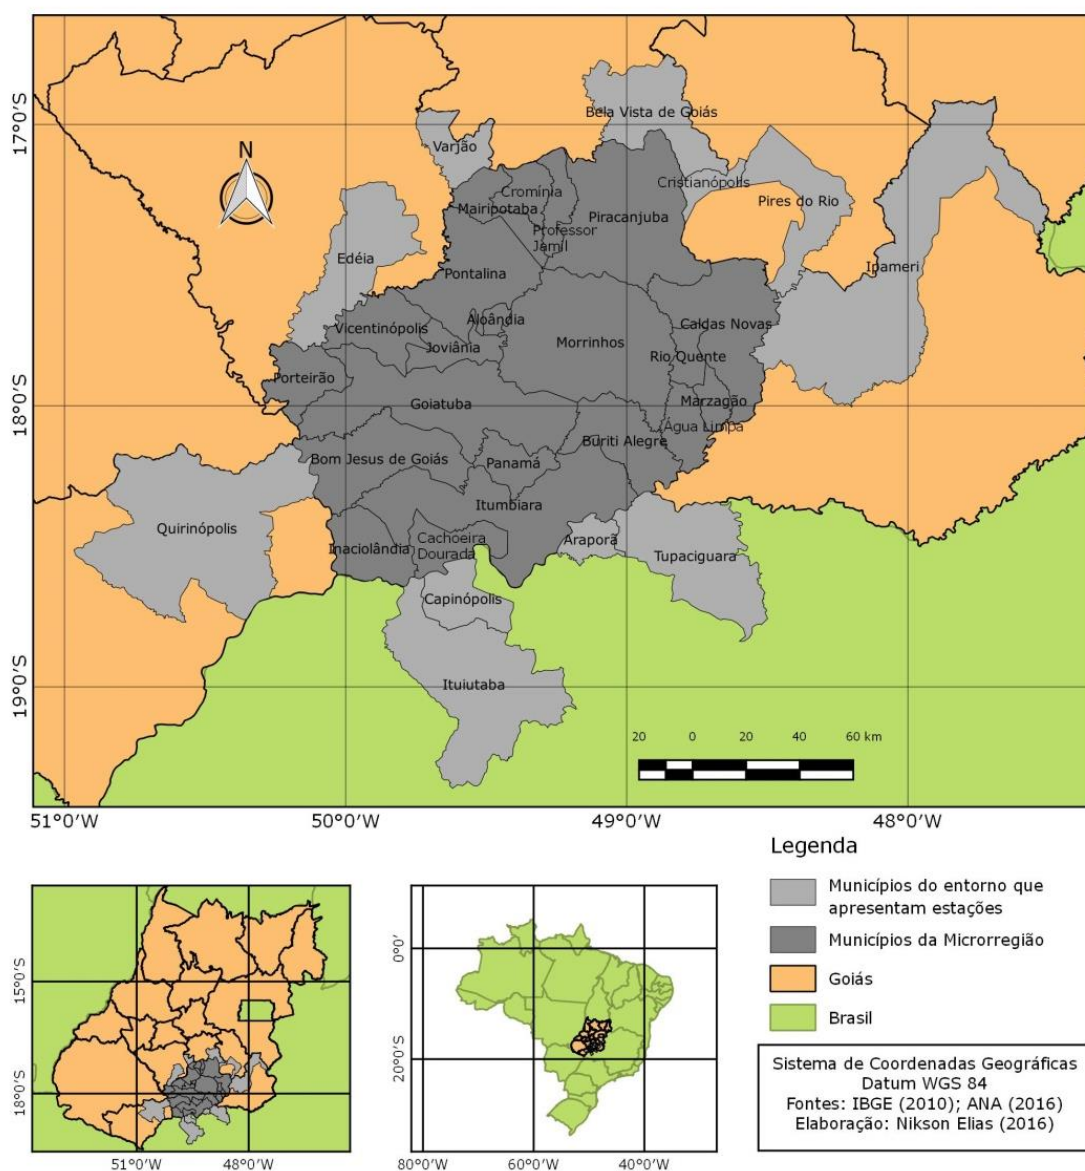 17°0'S
18°0'S
19°0'S
N
Bela Vista de Goiás
Varjão
Cristianópolis
Cromínia
Mairipotaba
Piracanjuba
Pires do Rio
Professor
Jamil
Edéia
Ipameri
Pontalina
Aloândia
Vicentinópolis
Caldas Novas
Morrinhos
Joviânia
Rio Quente
Porteirão
Marzagão
Goiatuba
Água Limpa
Buriti Alegre
Bom Jesus de Goiás
Panamá
Itumbiara
Quirinópolis
Cachoeira
Dourada
Inaciolândia
Araporã
Tupaciguara
Capinópolis
Ituiutaba
20 0 20 40 60 km
51°0'W 50°0'W 49°0'W 48°0'W
Legenda
Municípios do entorno que
apresentam estações
Municípios da Microrregião
Goiás
Brasil
Sistema de Coordenadas Geográficas
Datum WGS 84
Fontes: IBGE (2010); ANA (2016)
Elaboração: Nikson Elias (2016)
15°0'S
18°0'S
51°0'W 48°0'W
0°0'
20°0'S
80°0'W 60°0'W 40°0'W